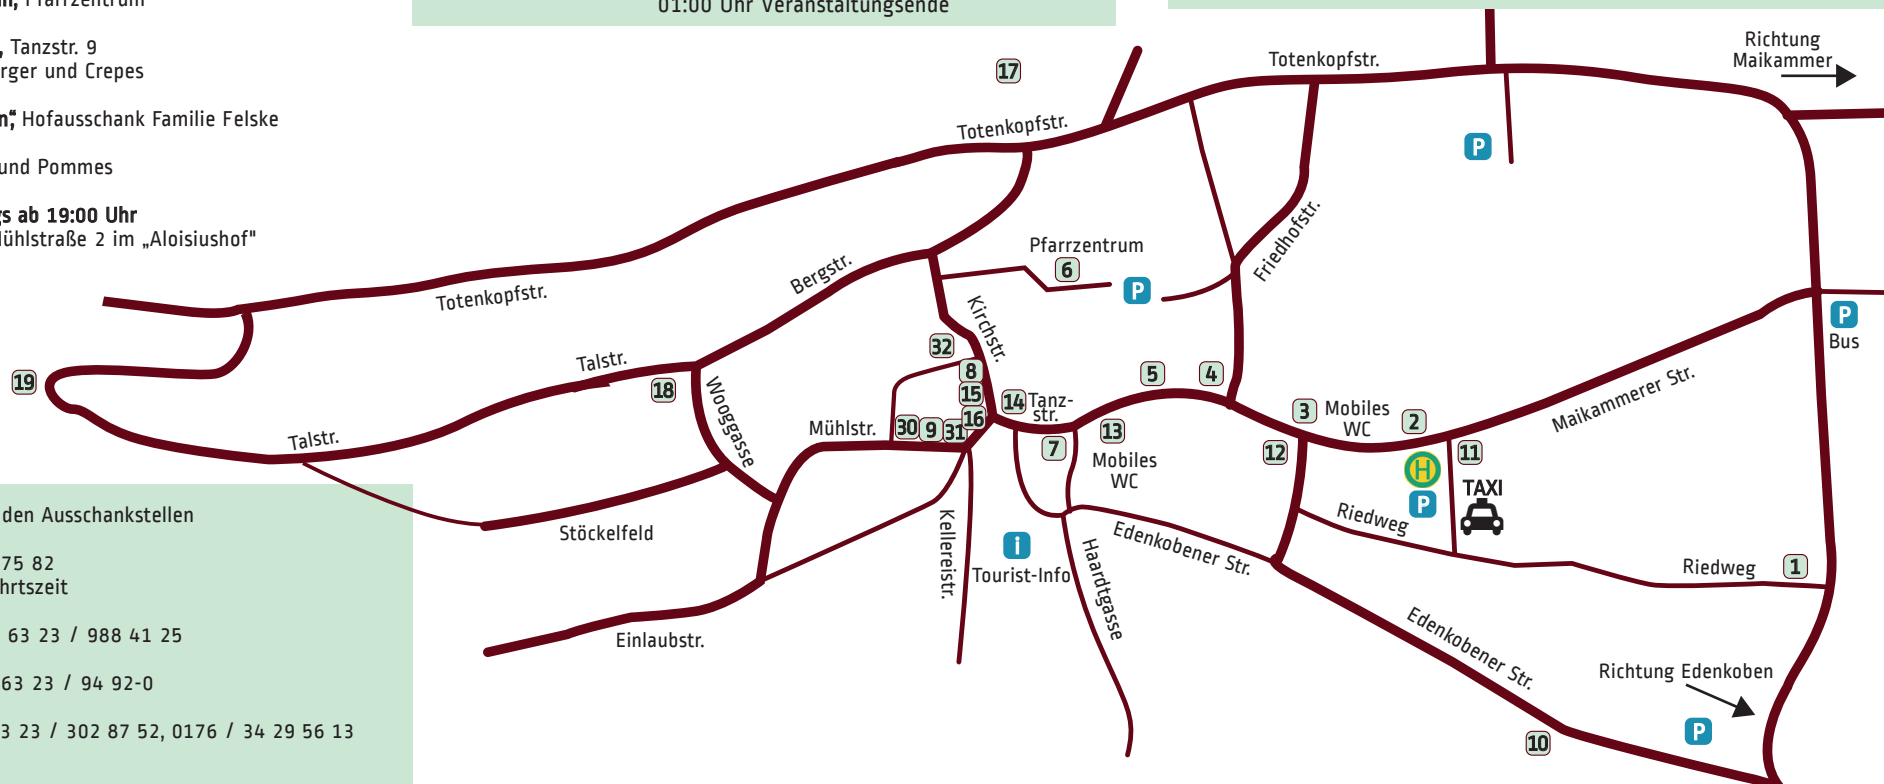 Pfarrzentrum
01:00 Uhr Veranstaltungsende
, Tanzstr. 9
rger und Crepes
n“, Hofausschank Familie Felske
und Pommes
gs ab 19:00 Uhr
Mühlstraße 2 im „Aloisiushof"
den Ausschankstellen
75 82
hrtszeit
63 23 / 988 41 25
63 23 / 94 92-0
3 23 / 302 87 52, 0176 / 34 29 56 13
17
Totenkopfstr.
Totenkopfstr.
Richtung
Maikammer
P
Pfarrzentrum
6
P
Friedhofstr.
Bergstr.
Totenkopfstr.
Kirchstr.
P
Bus
32
Talstr.
19
18
8
15
16
14
Tanz-
str.
5
4
3
Mobiles
WC
2
Maikammerer Str.
Wooggasse
Mühlstr.
30
9
31
7
13
Mobiles
WC
12
11
H
P
TAXI
Talstr.
Stöckelfeld
Kellereistr.
i
Tourist-Info
Haardtgasse
Edenkobener Str.
Riedweg
Riedweg
1
Einlaubstr.
Edenkobener Str.
Richtung Edenkoben
P
10